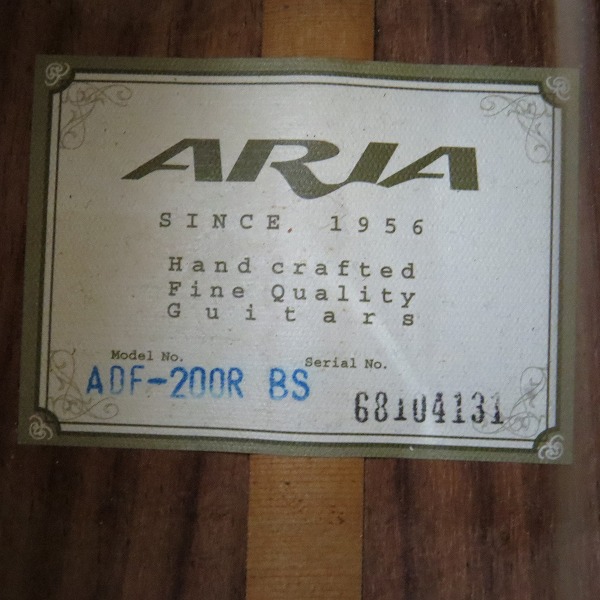 ARIA
SINCE. 1956
Hand crafted
Fine Quality
Guitars
Model No. Serial No.
ADF-200R BS 68104131